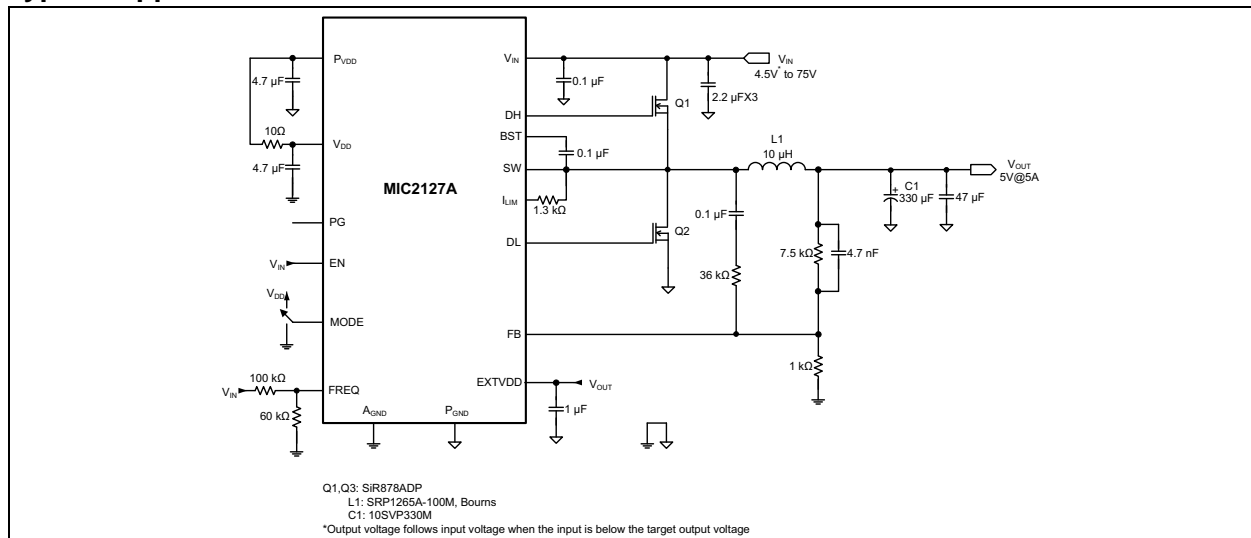 PVDD
4.7 µF
10Ω
VDD
4.7 µF
PG
VIN
EN
VDD
MODE
VIN
100 kΩ
FREQ
60 kΩ
AGND
PGND
MIC2127A
VIN
0.1 µF
VIN
4.5V* to 75V
2.2 µFX3
Q1
DH
BST
0.1 µF
SW
ILIM
1.3 kΩ
DL
Q2
L1
10 µH
VOUT
5V@5A
+
C1
330 µF
47 µF
0.1 µF
7.5 kΩ
4.7 nF
36 kΩ
FB
1 kΩ
EXTVDD
VOUT
1 µF
Q1,Q3: SiR878ADP
L1: SRP1265A-100M, Bourns
C1: 10SVP330M
*Output voltage follows input voltage when the input is below the target output voltage